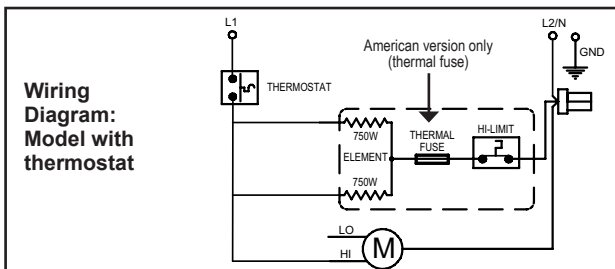 L1
L2/N
GND
American version only
(thermal fuse)
Wiring
Diagram:
Model with
thermostat
THERMOSTAT
750W
ELEMENT
THERMAL
FUSE
HI-LIMIT
750W
LO
HI
M